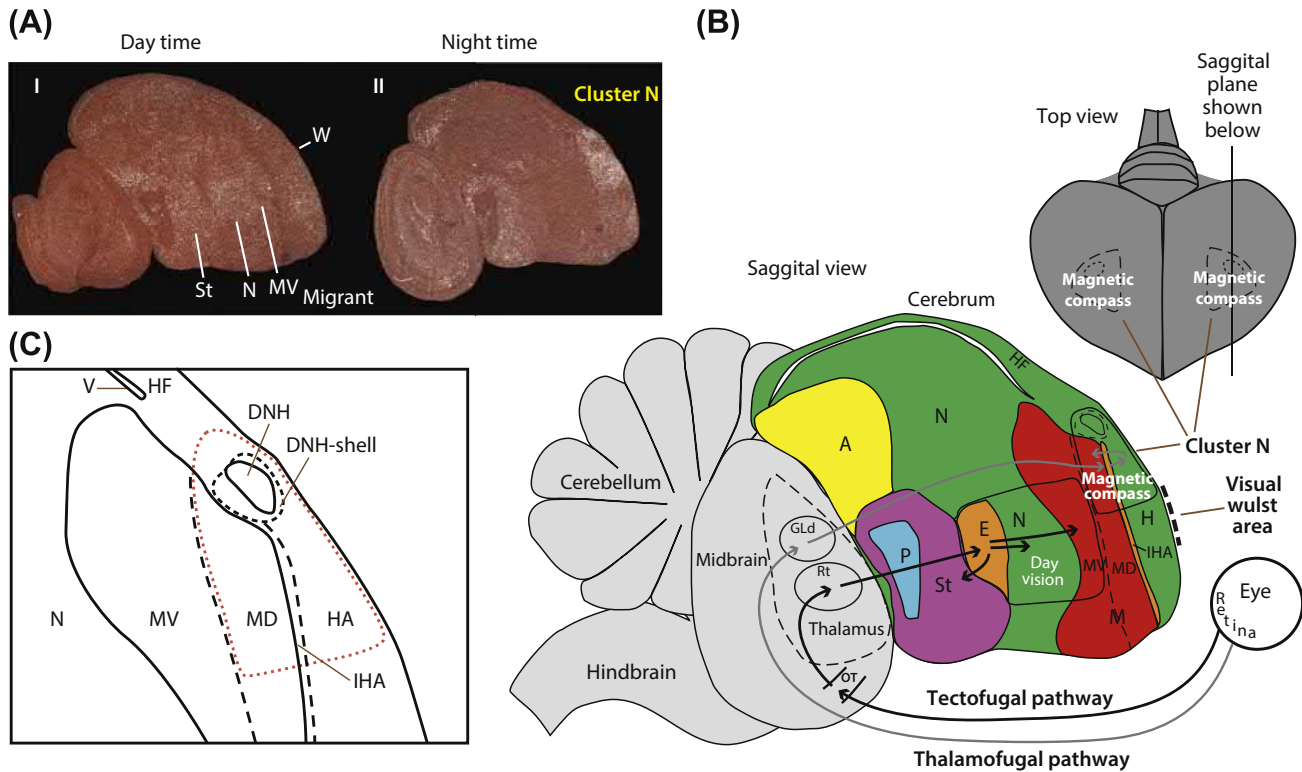 (A)
Day time
Night time
I
II
Cluster N
W
St
N
MV
Migrant
(B)
Saggital
plane
shown
below
Top view
Magnetic
compass
Magnetic
compass
Saggital view
Cerebrum
HF
N
A
Cluster N
Magnetic
compass
Visual
wulst
area
H
IHA
Cerebellum
Midbrain
GLd
Rt
P
E
N
St
Day
vision
MV
MD
M
Thalamus
OT
Hindbrain
Eye
Retina
Tectofugal pathway
Thalamofugal pathway
(C)
V
HF
DNH
DNH-shell
N
MV
MD
HA
IHA